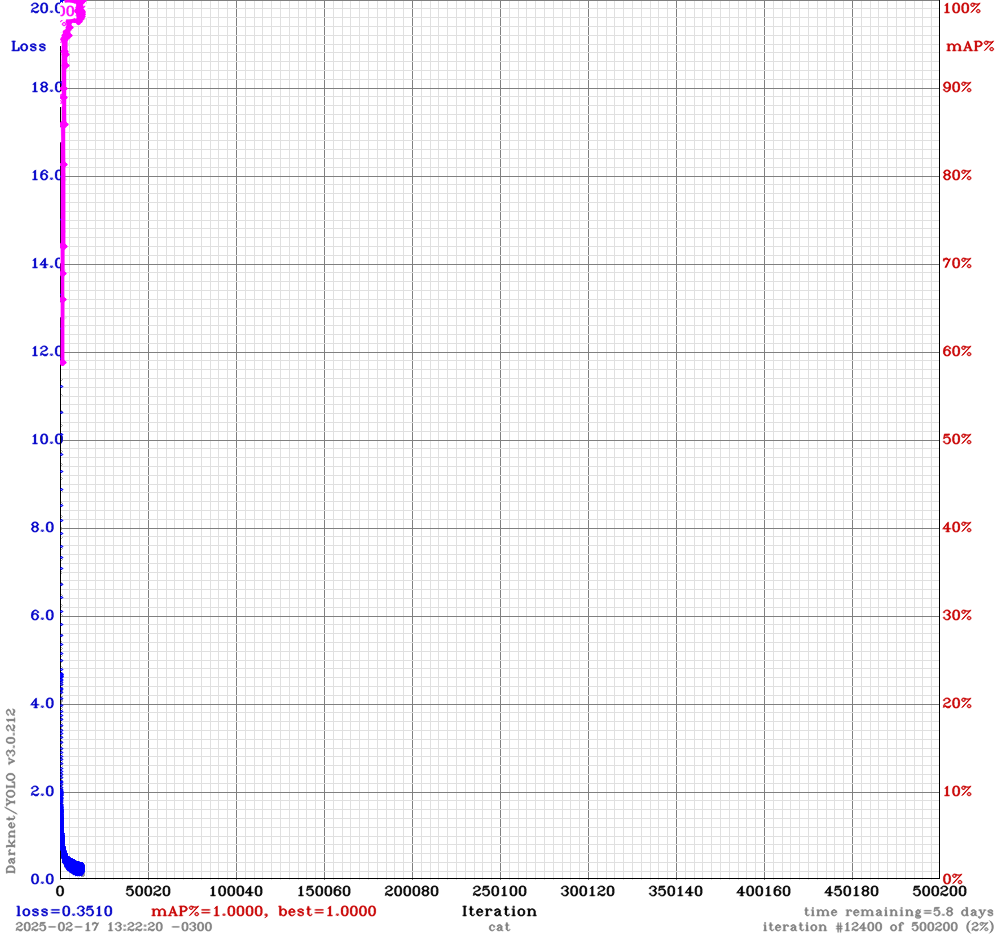 20.0 100%
Loss mAP%
18.0 90%
16.0 80%
14.0 70%
12.0 60%
10.0 50%
8.0 40%
6.0 30%
4.0 20%
2.0 10%
0.0 0%
Darknet/YOLO v3.0.212
0 50020 100040 150060 200080 250100 300120 350140 400160 450180 500200
loss=0.3510 mAP%=1.0000, best=1.0000 Iteration time remaining=5.8 days
2025-02-17 13:22:20 -0300 cat iteration #12400 of 500200 (2%)